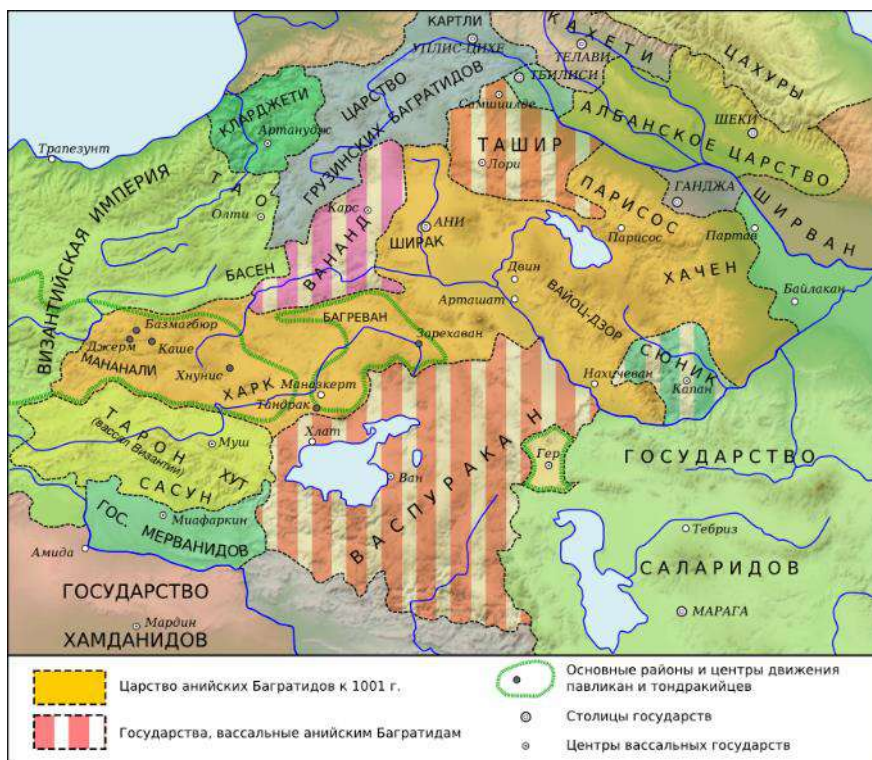 КАРТЛИ
УПЛИС-ЦИХЕ
КАХЕТИ
ТЕЛАВИ
ЦАХУРЫ
ТБИЛИСИ
Самшвилде
ЦАРСТВО
ГРУЗИНСКИХ БАГРАТИДОВ
КЛАРДЖЕТИ
Артануджс
ШЕКИ
АЛБАНСКОЕ ЦАРСТВО
Трапезунт
ТАШИР
Лори
ТАО
Олти
Карс
ВАНАНД
АНИ
ШИРАК
ПАРИСОС
Парисос
ГАНДЖА
ШИРВАН
Партав
ХАЧЕН
ВИЗАНТИЙСКАЯ ИМПЕРИЯ
БАСЕН
Двин
Арташат
ВАЙОЦ-ДЗОР
Байлакан
БАГРЕВАН
Зарехаван
Базмагбюр
Джерм
Каше
МАНАНАЛИ
Хнунис
ХАРК
Маназкерт
Тандрак
СЮНИК
Капан
Нахичеван
ТАРОН
(вассал Византии)
Муш
ХУТ
САСУН
Хлат
Ван
ВАСПУРАКАН
Гер
ГОСУДАРСТВО
САЛАРИДОВ
Тебриз
МАРАГА
ГОС. МЕРВАНИДОВ
Миафаркин
Амида
ГОСУДАРСТВО
ХАМДАНИДОВ
Мардин
Царство анийских Багратидов к 1001 г.
Государства, вассальные анийским Багратидам
Основные районы и центры движения
павликан и тондракийцев
Столицы государств
Центры вассальных государств